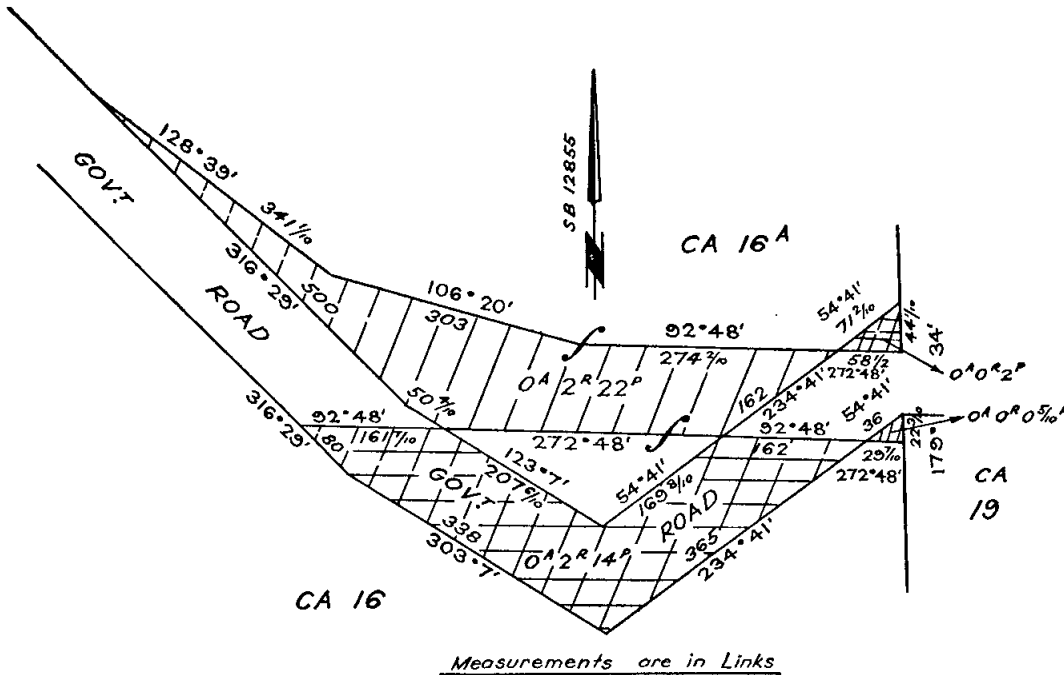 128°39'
341 1/10
GOVT.
ROAD
316°29'
500
SB 12855
CA 16A
106°20'
303
92°48'
274 2/10
54°41'
71 2/10
44 1/10
34'
58 1/2
272°48'
0A 0R 2P
0A 2R 22P
162
234°41'
54°41'
36
0A 0R 0 5/10P
179°
29 7/10
272°48'
CA
19
316°29'
80
92°48'
161 7/10
50 4/10
272°48'
92°48'
162
123°7'
207 6/10
54°41'
169 8/10
GOVT.
ROAD
338
303°7'
0A 2R 14P
365
234°41'
CA 16
Measurements are in Links